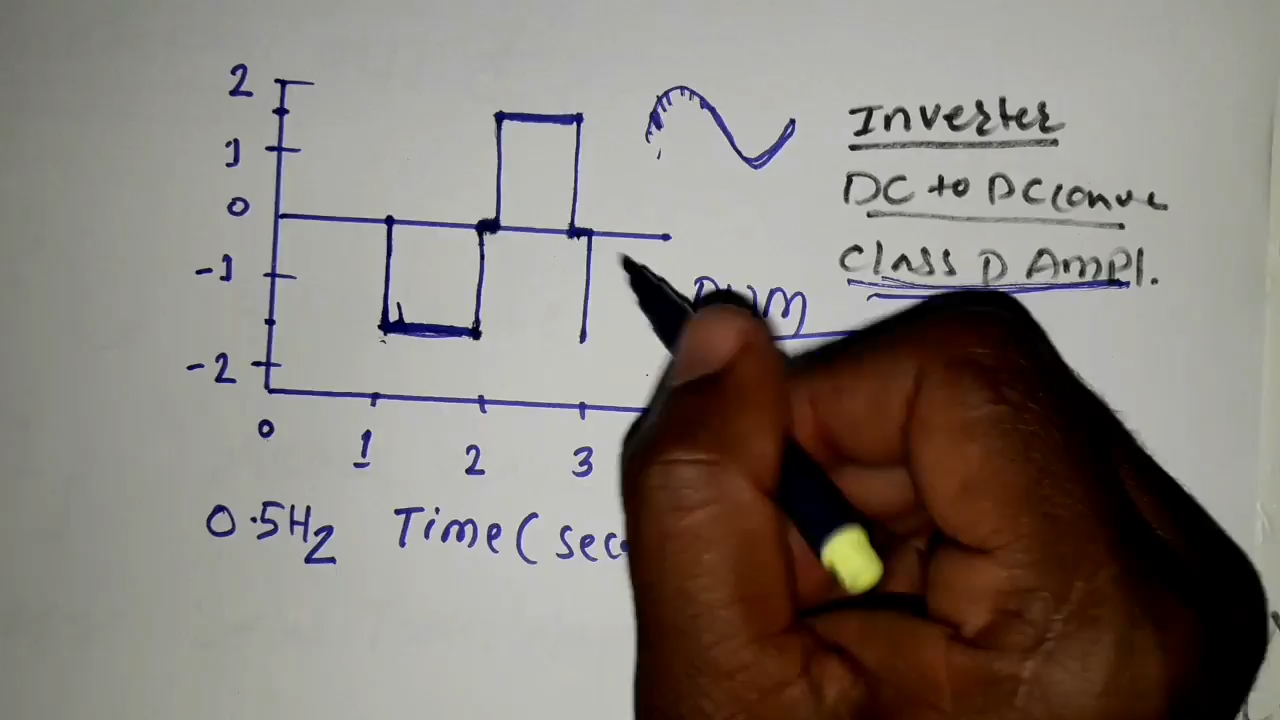 2
1
0
-1
-2
0 1 2 3
0.5Hz Time (sec
Inverter
DC to DC Conve
Class D Ampl.